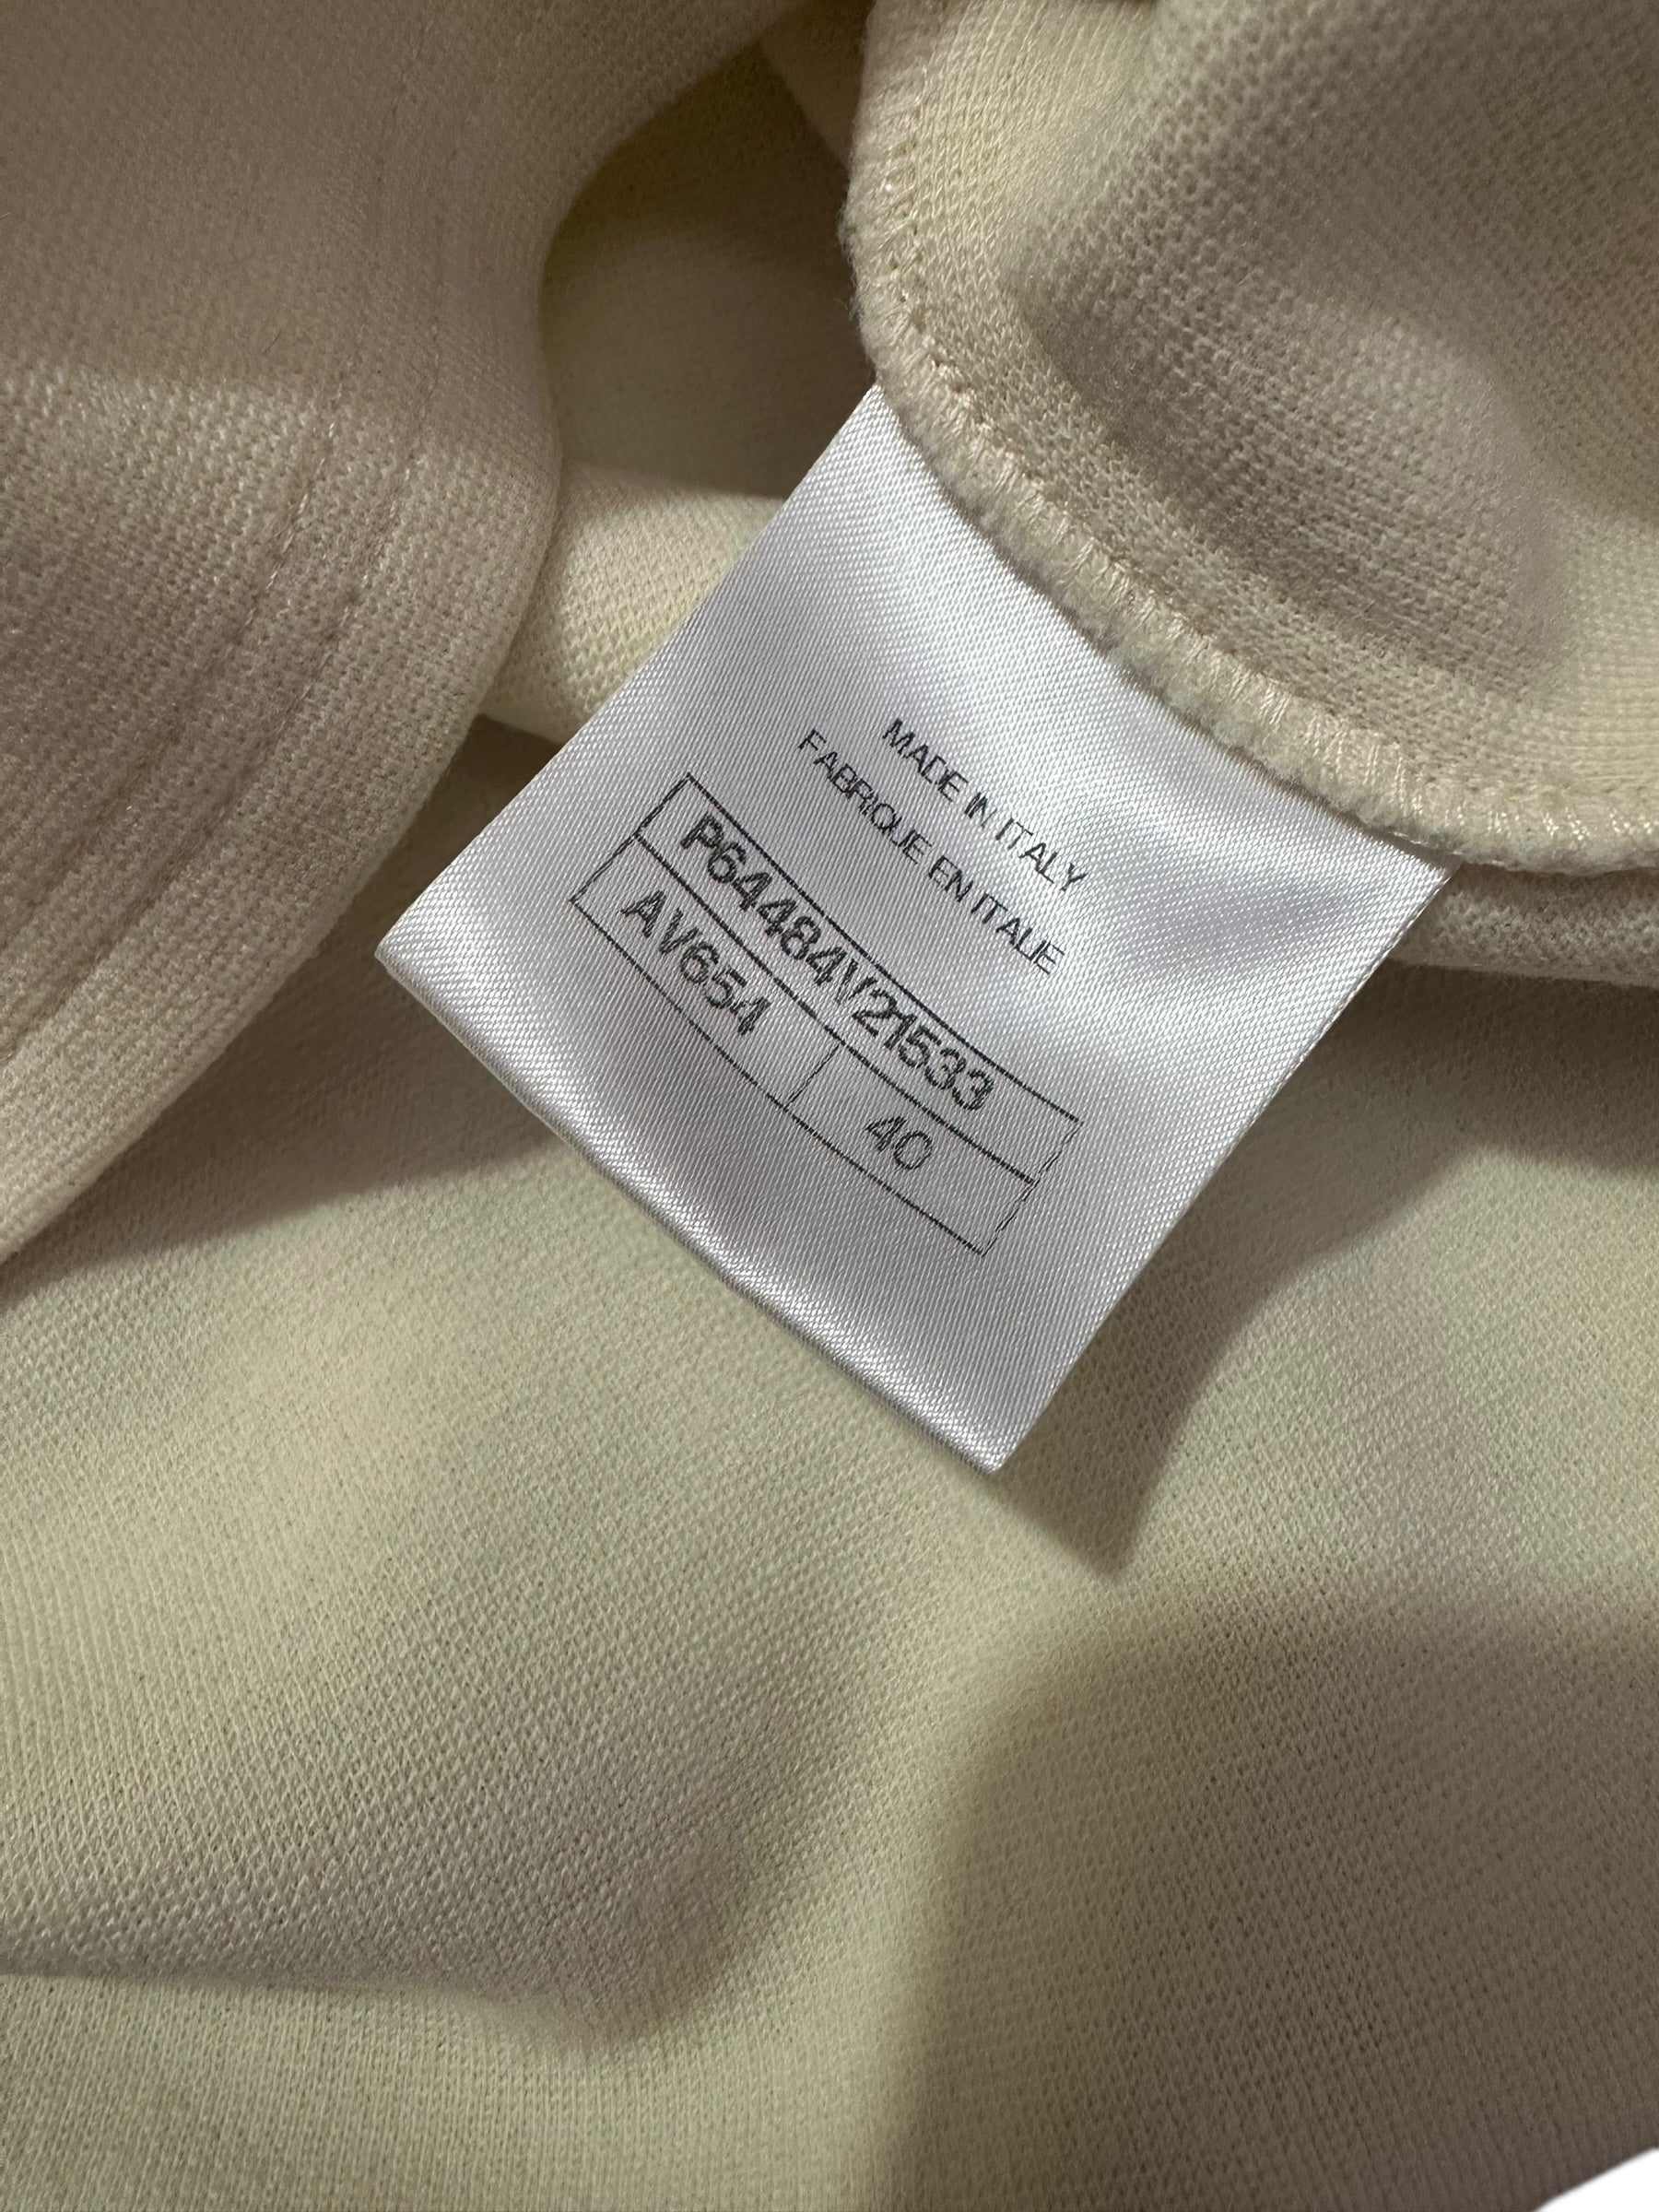 MADE IN ITALY
FABRIQUE EN ITALIE
P64484V21533
AV654 40